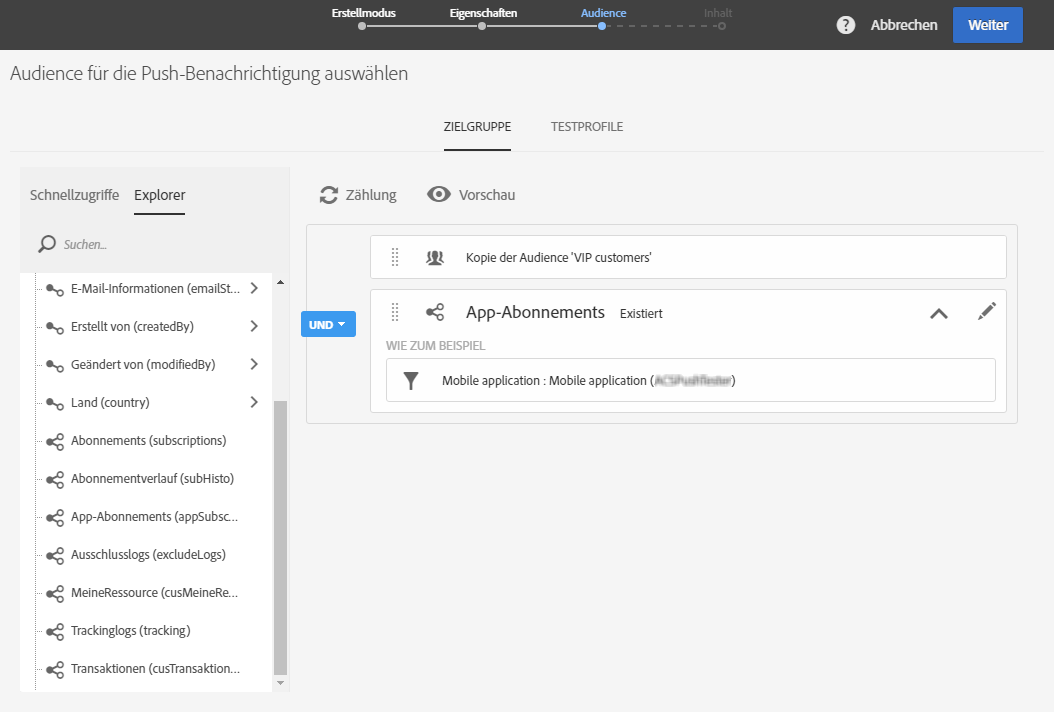 Erstellmodus Eigenschaften Audience Inhalt
? Abbrechen Weiter
Audience für die Push-Benachrichtigung auswählen
ZIELGRUPPE TESTPROFILE
Schnellzugriffe Explorer
Suchen...
E-Mail-Informationen (emailSt...
Erstellt von (createdBy)
Geändert von (modifiedBy)
Land (country)
Abonnements (subscriptions)
Abonnementverlauf (subHisto)
App-Abonnements (appSubsc...
Ausschlusslogs (excludeLogs)
MeineRessource (cusMeineRe...
Trackinglogs (tracking)
Transaktionen (cusTransaktion...
Zählung Vorschau
Kopie der Audience 'VIP customers'
UND
App-Abonnements Existiert
WIE ZUM BEISPIEL
Mobile application : Mobile application ( )